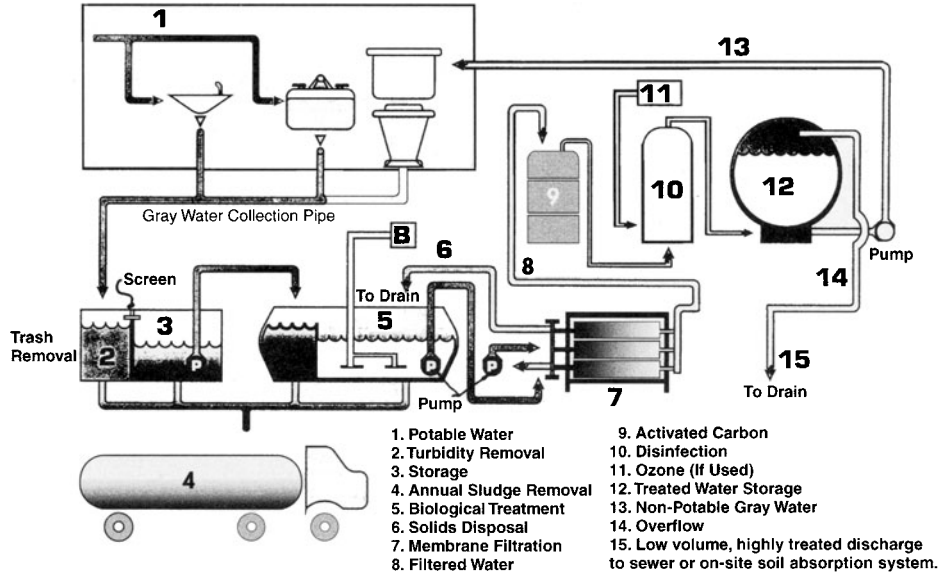 1
13
11
9
10
12
Gray Water Collection Pipe
B
6
8
Pump
Screen
To Drain
14
3
5
Trash
Removal
2
P
P
P
15
To Drain
Pump
7
4
1. Potable Water
2. Turbidity Removal
3. Storage
4. Annual Sludge Removal
5. Biological Treatment
6. Solids Disposal
7. Membrane Filtration
8. Filtered Water
9. Activated Carbon
10. Disinfection
11. Ozone (If Used)
12. Treated Water Storage
13. Non-Potable Gray Water
14. Overflow
15. Low volume, highly treated discharge
to sewer or on-site soil absorption system.